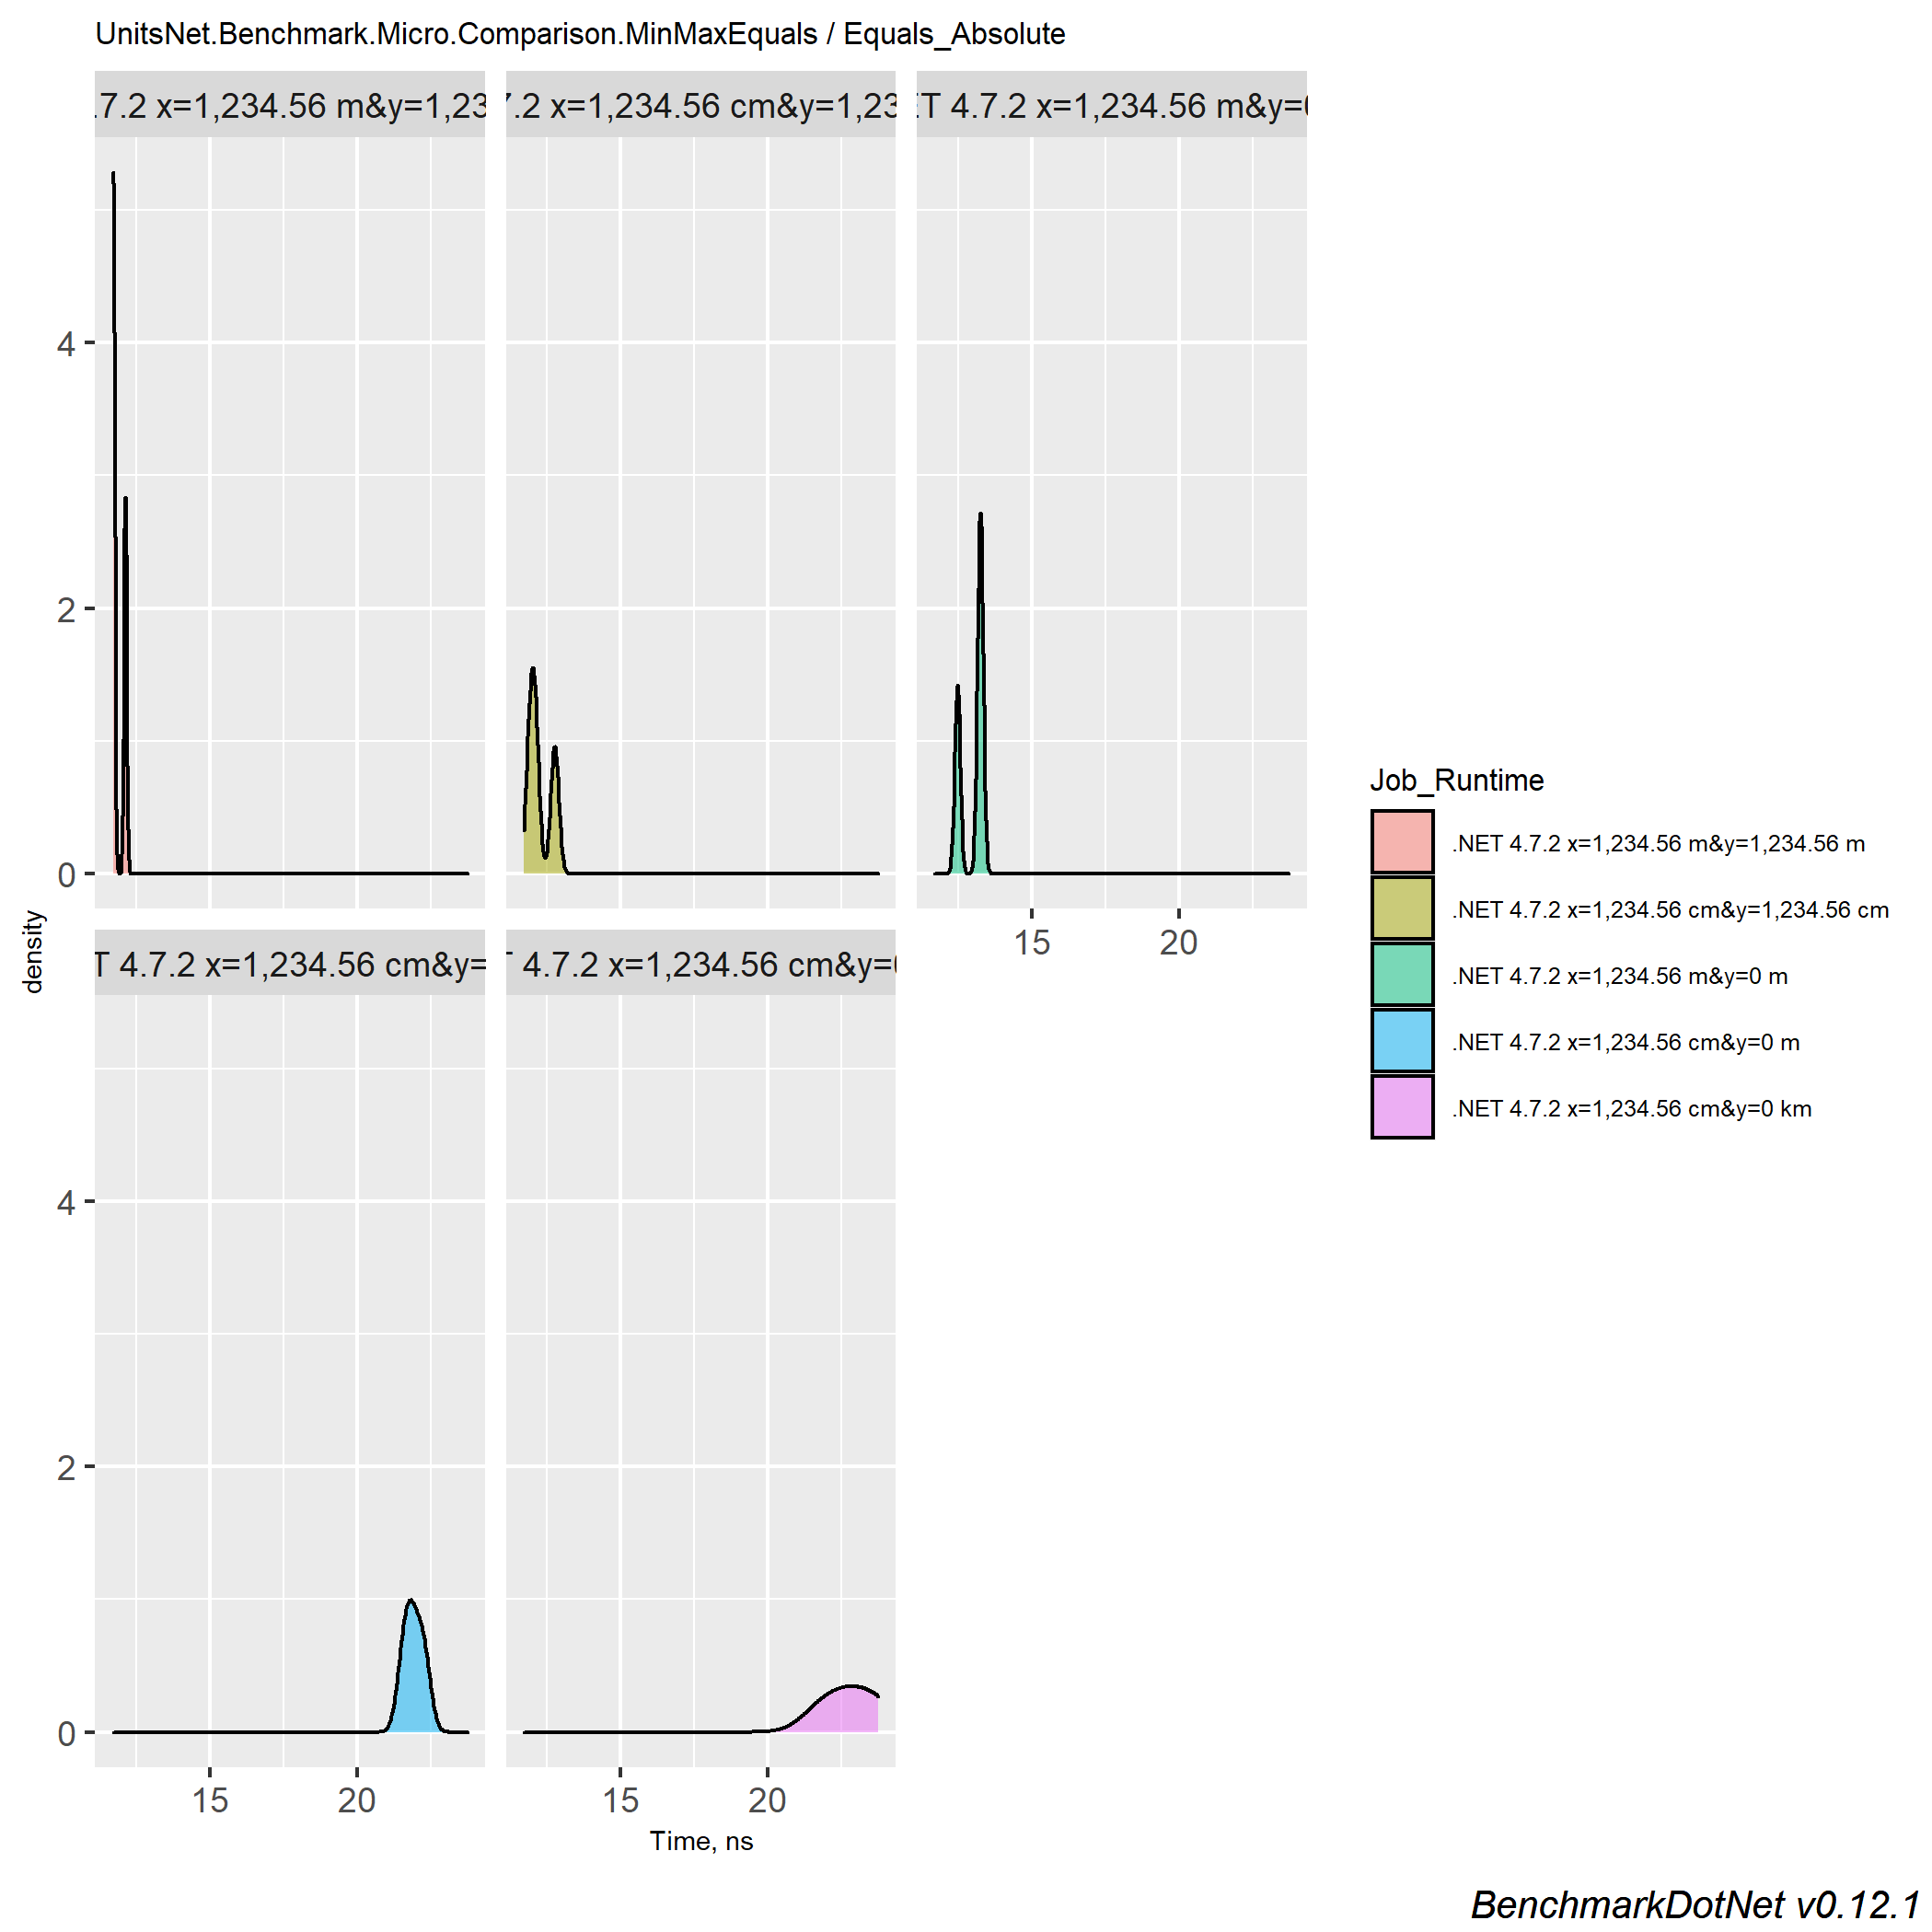 UnitsNet.Benchmark.Micro.Comparison.MinMaxEquals / Equals_Absolute
.7.2 x=1,234.56 m&y=1,23
7.2 x=1,234.56 cm&y=1,23
ET 4.7.2 x=1,234.56 m&y=0
4
2
0
15 20
density
T 4.7.2 x=1,234.56 cm&y=
T 4.7.2 x=1,234.56 cm&y=0
4
2
0
15 20
15 20
Time, ns
Job_Runtime
.NET 4.7.2 x=1,234.56 m&y=1,234.56 m
.NET 4.7.2 x=1,234.56 cm&y=1,234.56 cm
.NET 4.7.2 x=1,234.56 m&y=0 m
.NET 4.7.2 x=1,234.56 cm&y=0 m
.NET 4.7.2 x=1,234.56 cm&y=0 km
BenchmarkDotNet v0.12.1